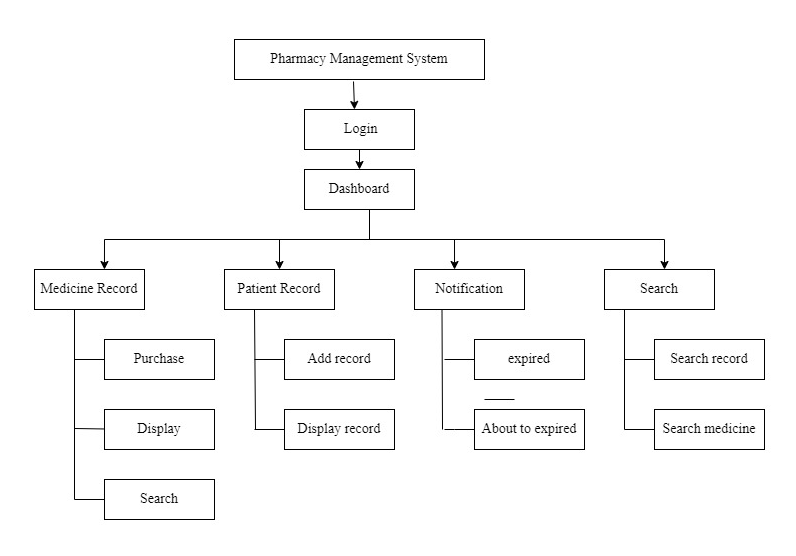 Pharmacy Management System
Login
Dashboard
Medicine Record
Patient Record
Notification
Search
Purchase
Add record
expired
Search record
Display
Display record
About to expired
Search medicine
Search